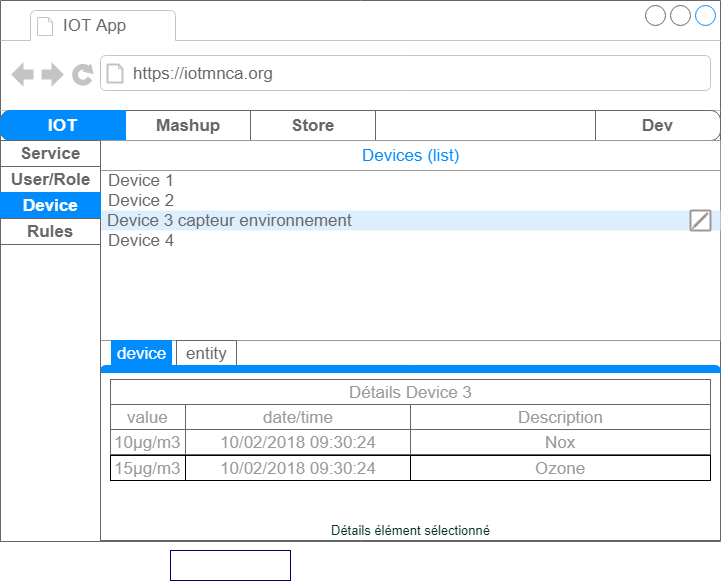 IOT App
https://iotmnca.org
IOT Mashup Store Dev
Service
User/Role
Device
Rules
Devices (list)
Device 1
Device 2
Device 3 capteur environnement
Device 4
device entity
Détails Device 3
value date/time Description
10µg/m3 10/02/2018 09:30:24 Nox
15µg/m3 10/02/2018 09:30:24 Ozone
Détails élément sélectionné